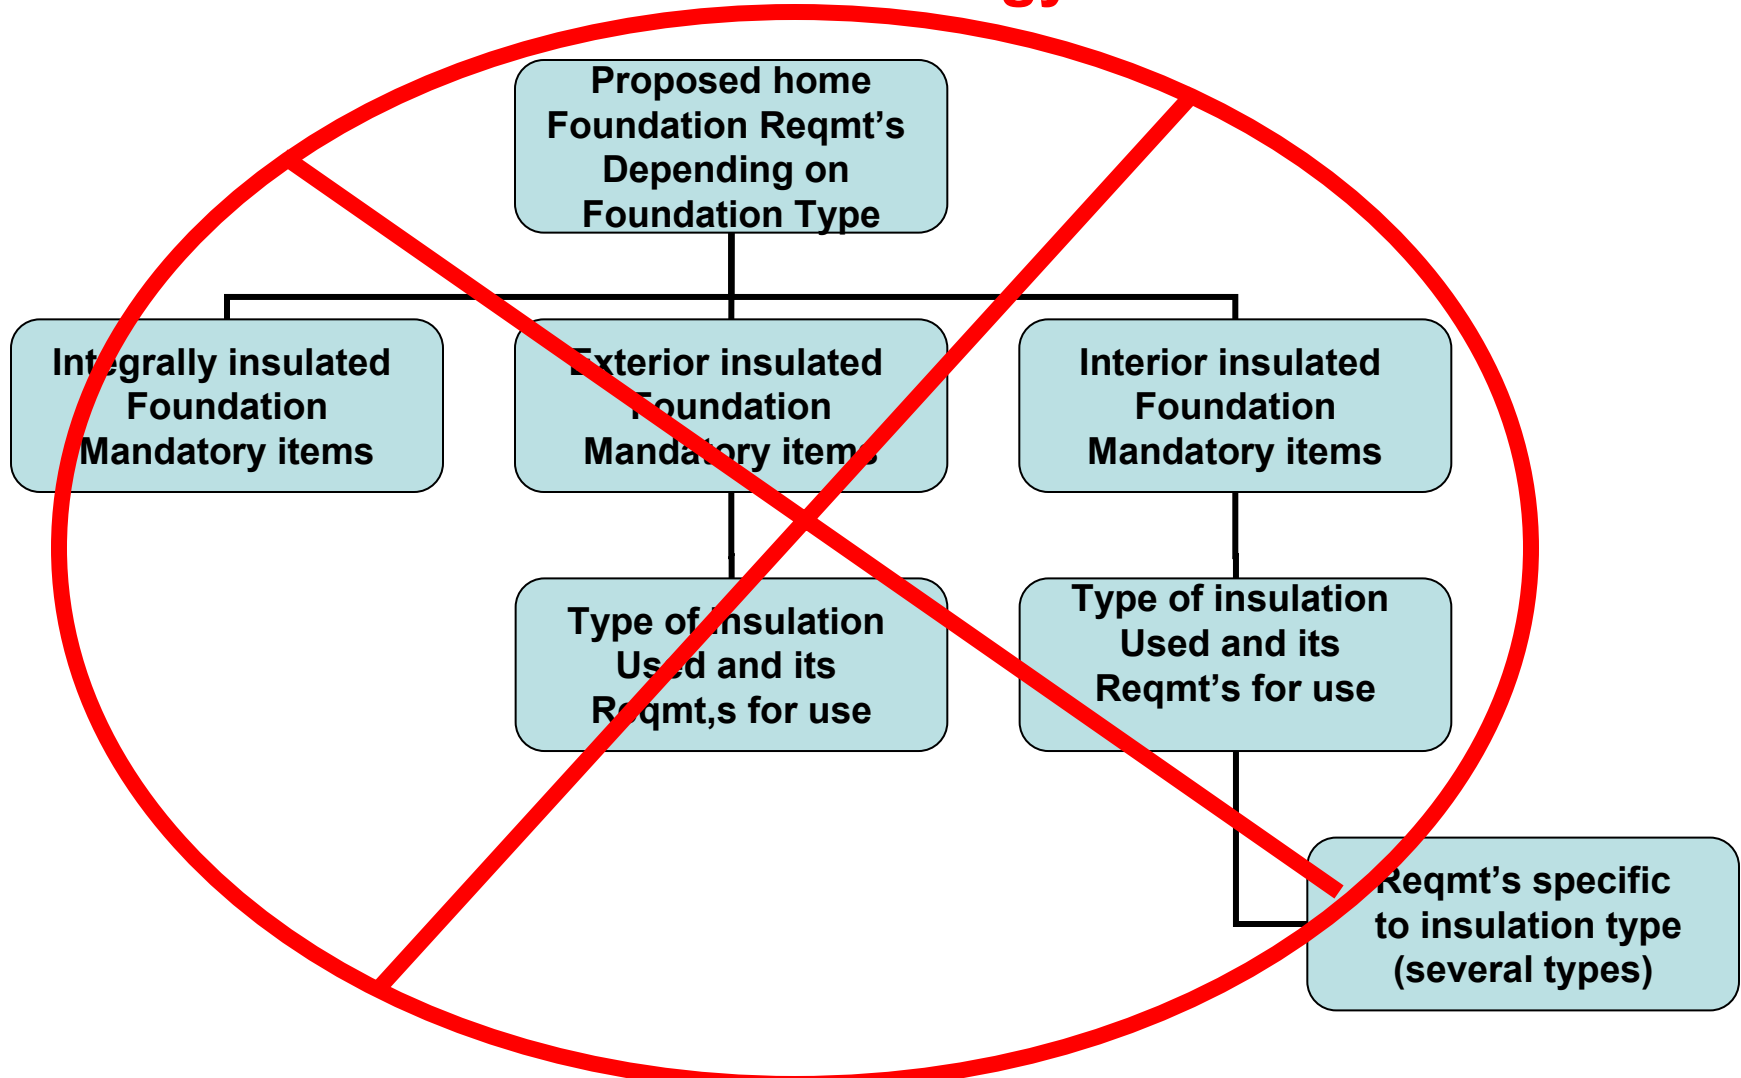 Proposed home
Foundation Reqmt’s
Depending on
Foundation Type
Integrally insulated
Foundation
Mandatory items
Exterior insulated
Foundation
Mandatory items
Interior insulated
Foundation
Mandatory items
Type of insulation
Used and its
Reqmt,s for use
Type of insulation
Used and its
Reqmt’s for use
Reqmt’s specific
to insulation type
(several types)